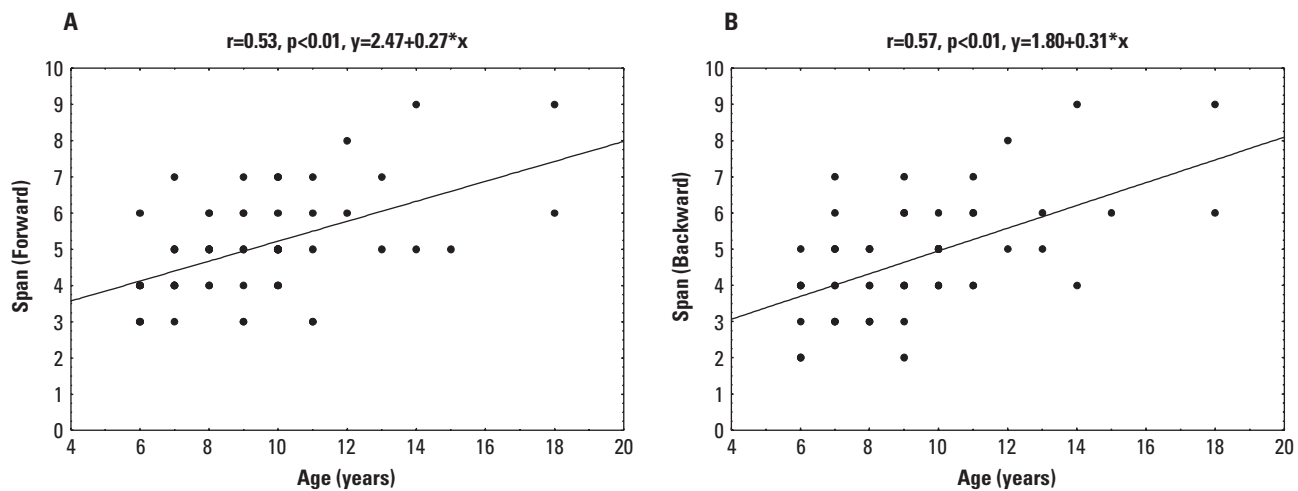 A
r=0.53, p<0.01, y=2.47+0.27*x
10
9
8
7
6
5
4
3
2
1
0
Span (Forward)
4 6 8 10 12 14 16 18 20
Age (years)
B
r=0.57, p<0.01, y=1.80+0.31*x
10
9
8
7
6
5
4
3
2
1
0
Span (Backward)
4 6 8 10 12 14 16 18 20
Age (years)